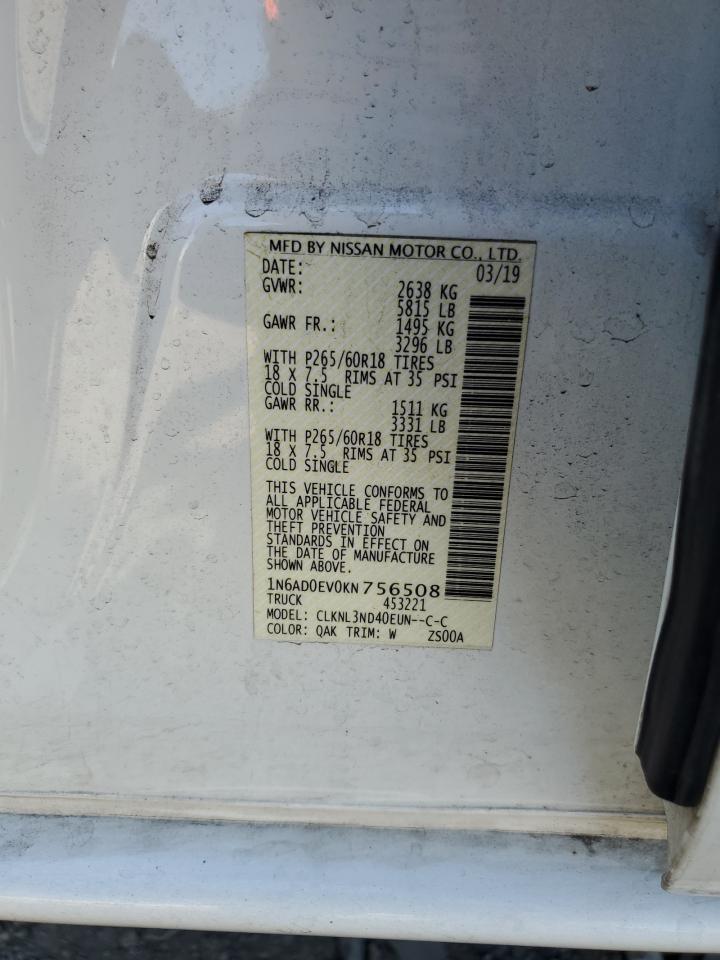 MFD BY NISSAN MOTOR CO., LTD.
DATE: 03/19
GVWR: 2638 KG
5815 LB
GAWR FR.: 1495 KG
3296 LB
WITH P265/60R18 TIRES
18 X 7.5 RIMS AT 35 PSI
COLD SINGLE
GAWR RR.: 1511 KG
3331 LB
WITH P265/60R18 TIRES
18 X 7.5 RIMS AT 35 PSI
COLD SINGLE
THIS VEHICLE CONFORMS TO
ALL APPLICABLE FEDERAL
MOTOR VEHICLE SAFETY AND
THEFT PREVENTION
STANDARDS IN EFFECT ON
THE DATE OF MANUFACTURE
SHOWN ABOVE.
1N6AD0EV0KN756508
TRUCK 453221
MODEL: CLKNL3ND40EUN--C-C
COLOR: QAK TRIM: W ZS00A